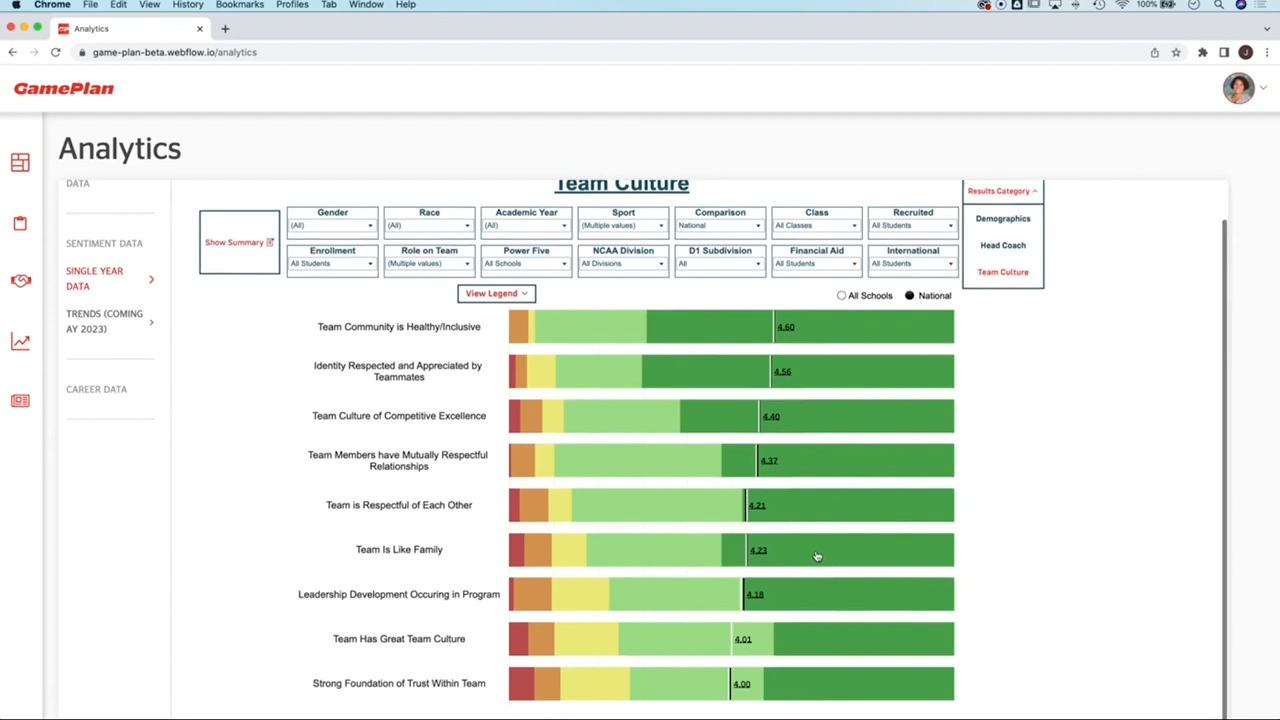 Chrome File Edit View History Bookmarks Profiles Tab Window Help 100%
Analytics
game-plan-beta.webflow.io/analytics J
GamePlan
Analytics
DATA
SENTIMENT DATA
SINGLE YEAR
DATA
TRENDS (COMING
AY 2023)
CAREER DATA
Team Culture
Show Summary
Gender Race Academic Year Sport Comparison Class Recruited
(All) (All) (All) (Multiple values) National All Classes All Students
Enrollment Role on Team Power Five NCAA Division D1 Subdivision Financial Aid International
All Students (Multiple values) All Schools All Divisions All All Students All Students
Results Category
Demographics
Head Coach
Team Culture
View Legend
All Schools National
Team Community is Healthy/Inclusive 4.60
Identity Respected and Appreciated by
Teammates 4.56
Team Culture of Competitive Excellence 4.40
Team Members have Mutually Respectful
Relationships 4.37
Team is Respectful of Each Other 4.21
Team Is Like Family 4.23
Leadership Development Occuring in Program 4.18
Team Has Great Team Culture 4.01
Strong Foundation of Trust Within Team 4.00